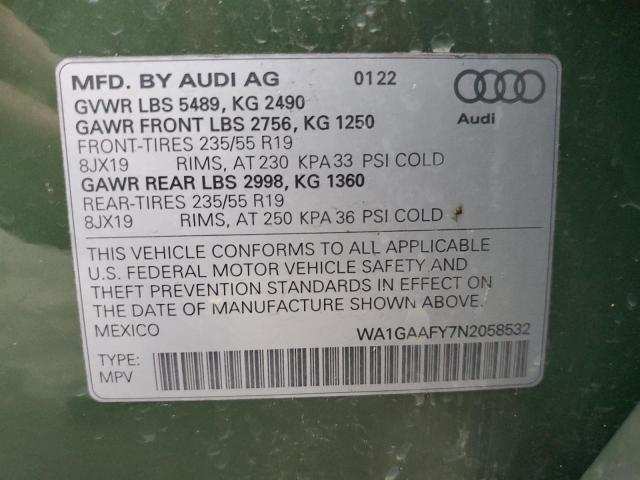 MFD. BY AUDI AG 01 22
GVWR LBS 5489, KG 2490
GAWR FRONT LBS 2756, KG 1250
FRONT-TIRES 235/55 R19
8JX19 RIMS, AT 230 KPA 33 PSI COLD
GAWR REAR LBS 2998, KG 1360
REAR-TIRES 235/55 R19
8JX19 RIMS, AT 250 KPA 36 PSI COLD
Audi
THIS VEHICLE CONFORMS TO ALL APPLICABLE
U.S. FEDERAL MOTOR VEHICLE SAFETY AND
THEFT PREVENTION STANDARDS IN EFFECT ON
THE DATE OF MANUFACTURE SHOWN ABOVE.
MEXICO WA1GAAFY7N2058532
TYPE:
MPV